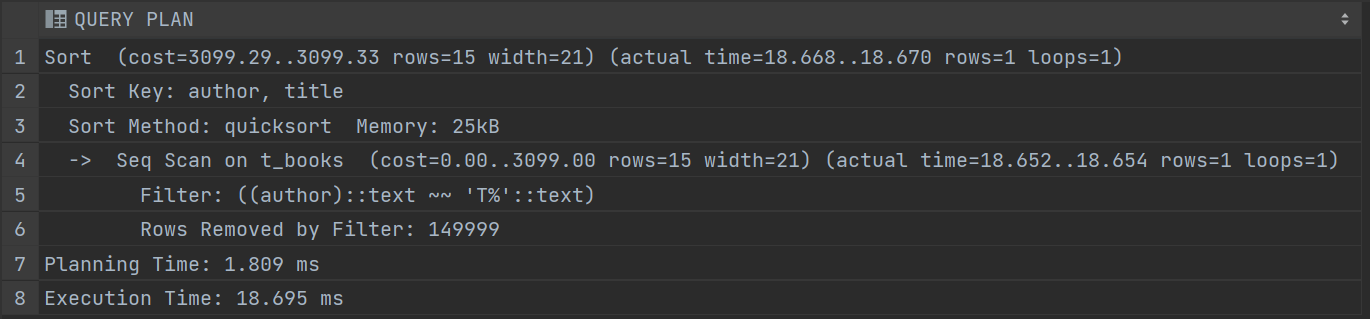 QUERY PLAN
1 Sort  (cost=3099.29..3099.33 rows=15 width=21) (actual time=18.668..18.670 rows=1 loops=1)
2   Sort Key: author, title
3   Sort Method: quicksort  Memory: 25kB
4   ->  Seq Scan on t_books  (cost=0.00..3099.00 rows=15 width=21) (actual time=18.652..18.654 rows=1 loops=1)
5         Filter: ((author)::text ~~ 'T%'::text)
6         Rows Removed by Filter: 149999
7 Planning Time: 1.809 ms
8 Execution Time: 18.695 ms